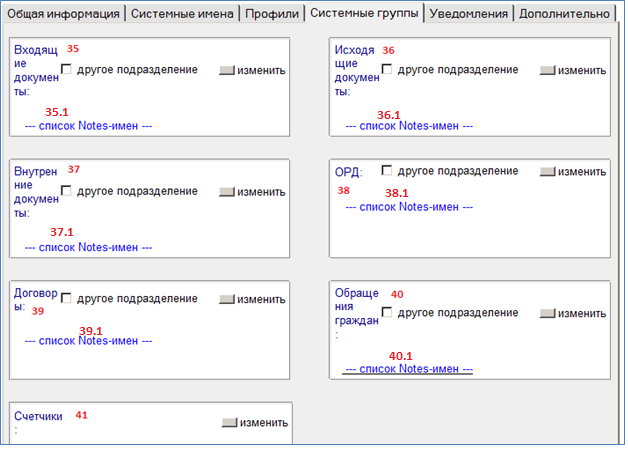 Общая информация Системные имена Профили Системные группы Уведомления Дополнительно
Входящ
ие
докумен
ты:
35
другое подразделение
изменить
35.1
--- список Notes-имен ---
Исходя
щие
докумен
ты:
36
другое подразделение
изменить
36.1
--- список Notes-имен ---
Внутрен
ние
докумен
ты:
37
другое подразделение
изменить
37.1
--- список Notes-имен ---
ОРД:
другое подразделение
изменить
38
38.1
--- список Notes-имен ---
Договор
ы:
другое подразделение
изменить
39
39.1
--- список Notes-имен ---
Обраще
ния
граждан
:
40
другое подразделение
изменить
40.1
--- список Notes-имен ---
Счетчики
:
41
изменить